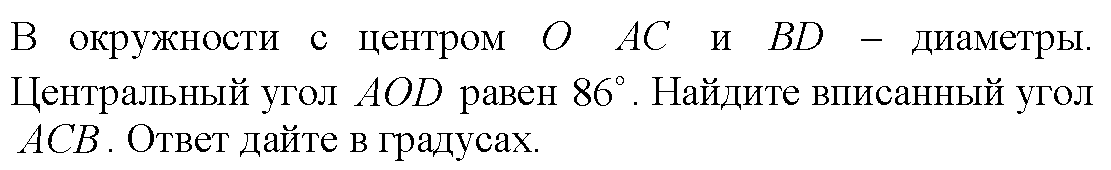 В окружности с центром O AC и BD – диаметры.
Центральный угол AOD равен 86°. Найдите вписанный угол
ACB. Ответ дайте в градусах.